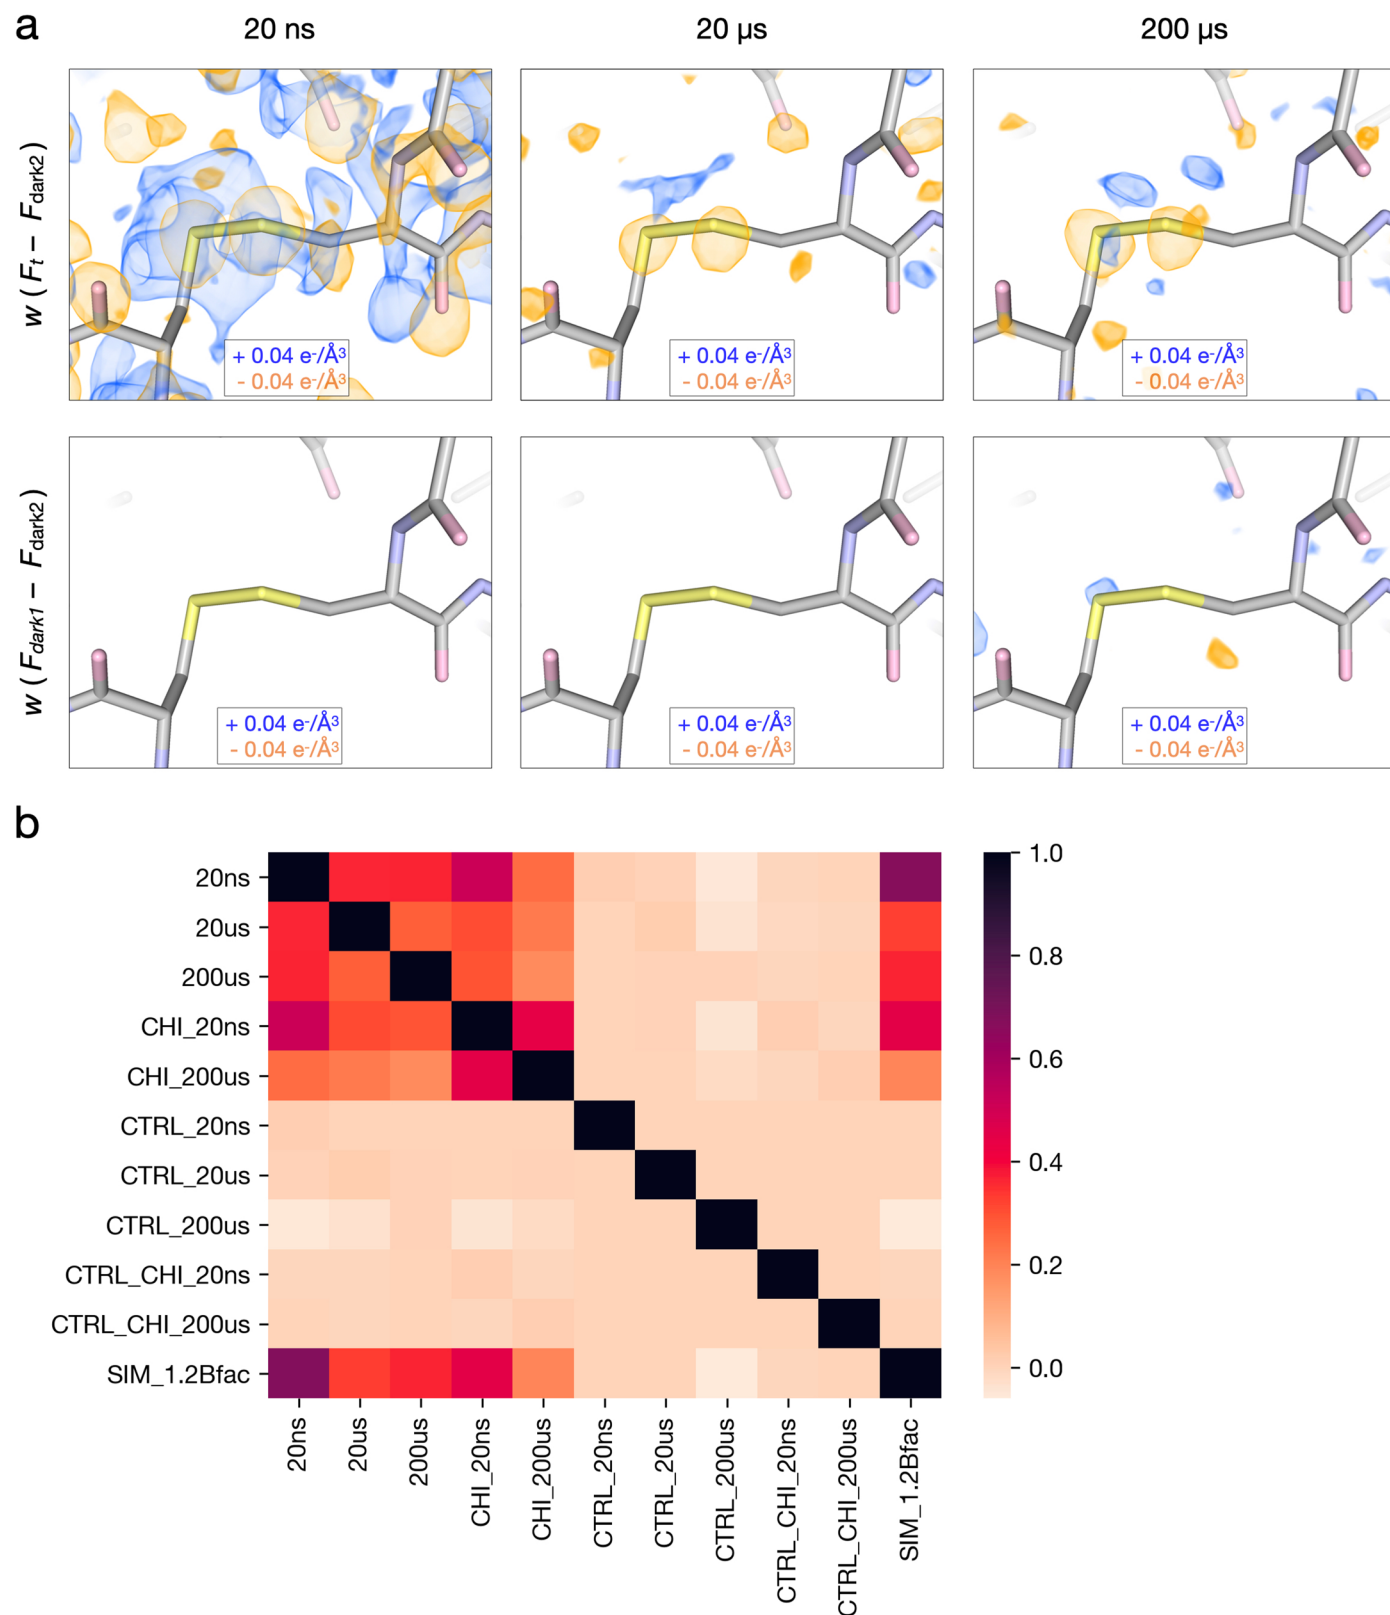 a
20 ns
20 µs
200 µs
w ( Ft − Fdark2)
+ 0.04 e-/Å3
- 0.04 e-/Å3
+ 0.04 e-/Å3
- 0.04 e-/Å3
+ 0.04 e-/Å3
- 0.04 e-/Å3
w ( Fdark1 − Fdark2)
+ 0.04 e-/Å3
- 0.04 e-/Å3
+ 0.04 e-/Å3
- 0.04 e-/Å3
+ 0.04 e-/Å3
- 0.04 e-/Å3
b
20ns
20us
200us
CHI_20ns
CHI_200us
CTRL_20ns
CTRL_20us
CTRL_200us
CTRL_CHI_20ns
CTRL_CHI_200us
SIM_1.2Bfac
20ns
20us
200us
CHI_20ns
CHI_200us
CTRL_20ns
CTRL_20us
CTRL_200us
CTRL_CHI_20ns
CTRL_CHI_200us
SIM_1.2Bfac
1.0
0.8
0.6
0.4
0.2
0.0